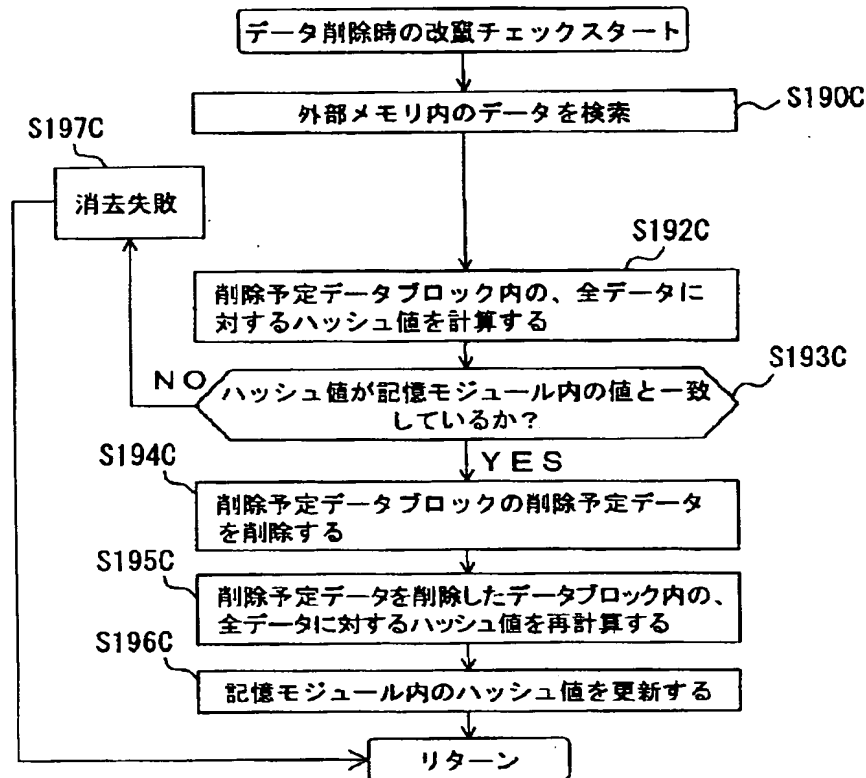 データ削除時の改竄チェックスタート
S190C
外部メモリ内のデータを検索
S197C
消去失敗
S192C
削除予定データブロック内の、全データに
対するハッシュ値を計算する
S193C
NO
ハッシュ値が記憶モジュール内の値と一致
しているか？
YES
S194C
削除予定データブロックの削除予定データ
を削除する
S195C
削除予定データを削除したデータブロック内の、
全データに対するハッシュ値を再計算する
S196C
記憶モジュール内のハッシュ値を更新する
リターン